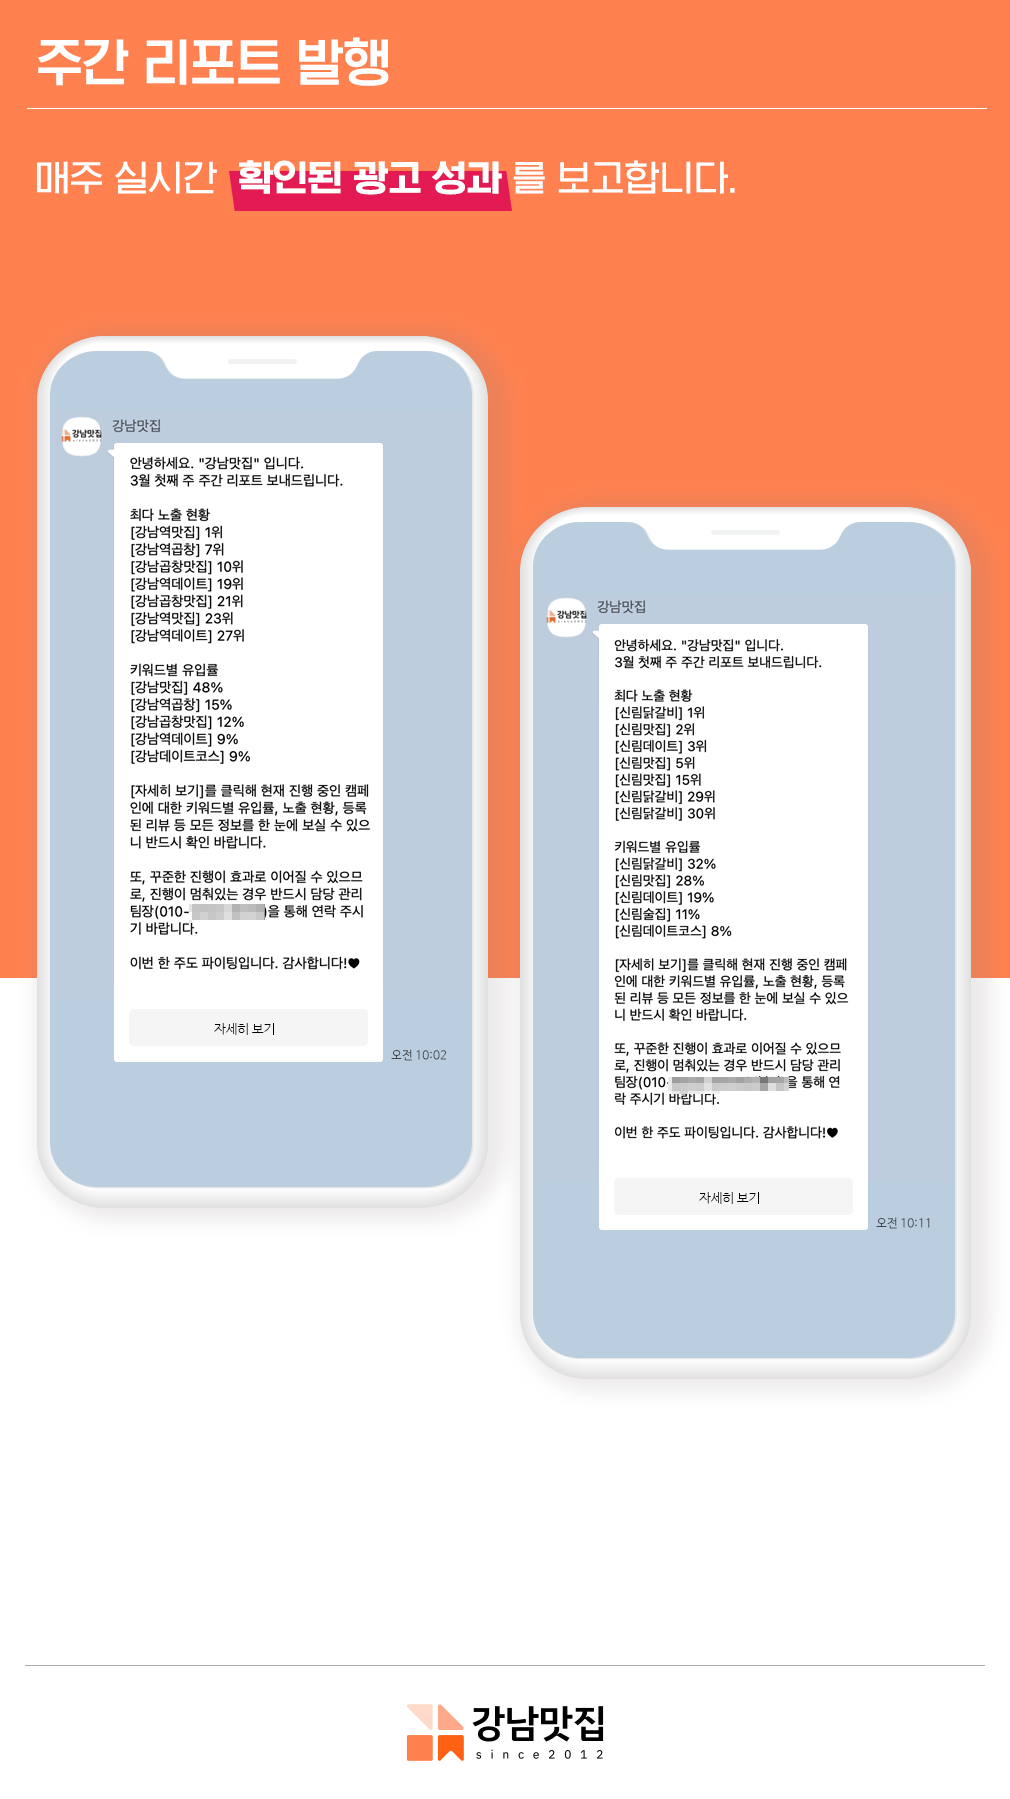 주간 리포트 발행
매주 실시간 확인된 광고 성과를 보고합니다.
강남맛집
since2012
강남맛집
안녕하세요. "강남맛집" 입니다.
3월 첫째 주 주간 리포트 보내드립니다.
최다 노출 현황
[강남역맛집] 1위
[강남역곱창] 7위
[강남곱창맛집] 10위
[강남역데이트] 19위
[강남곱창맛집] 21위
[강남역맛집] 23위
[강남역데이트] 27위
키워드별 유입률
[강남맛집] 48%
[강남역곱창] 15%
[강남곱창맛집] 12%
[강남역데이트] 9%
[강남데이트코스] 9%
[자세히 보기]를 클릭해 현재 진행 중인 캠페
인에 대한 키워드별 유입률, 노출 현황, 등록
된 리뷰 등 모든 정보를 한 눈에 보실 수 있으
니 반드시 확인 바랍니다.
또, 꾸준한 진행이 효과로 이어질 수 있으므
로, 진행이 멈춰있는 경우 반드시 담당 관리
팀장(010-)을 통해 연락 주시
기 바랍니다.
이번 한 주도 파이팅입니다. 감사합니다!♥
자세히 보기
오전 10:02
강남맛집
since2012
강남맛집
안녕하세요. "강남맛집" 입니다.
3월 첫째 주 주간 리포트 보내드립니다.
최다 노출 현황
[신림닭갈비] 1위
[신림맛집] 2위
[신림데이트] 3위
[신림맛집] 5위
[신림맛집] 15위
[신림닭갈비] 29위
[신림닭갈비] 30위
키워드별 유입률
[신림닭갈비] 32%
[신림맛집] 28%
[신림데이트] 19%
[신림술집] 11%
[신림데이트코스] 8%
[자세히 보기]를 클릭해 현재 진행 중인 캠페
인에 대한 키워드별 유입률, 노출 현황, 등록
된 리뷰 등 모든 정보를 한 눈에 보실 수 있으
니 반드시 확인 바랍니다.
또, 꾸준한 진행이 효과로 이어질 수 있으므
로, 진행이 멈춰있는 경우 반드시 담당 관리
팀장(010-을 통해 연
락 주시기 바랍니다.
이번 한 주도 파이팅입니다. 감사합니다!♥
자세히 보기
오전 10:11
강남맛집
since2012